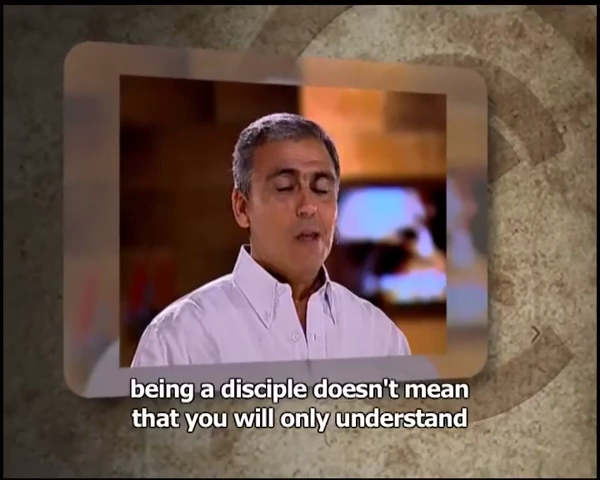 being a disciple doesn't mean
that you will only understand